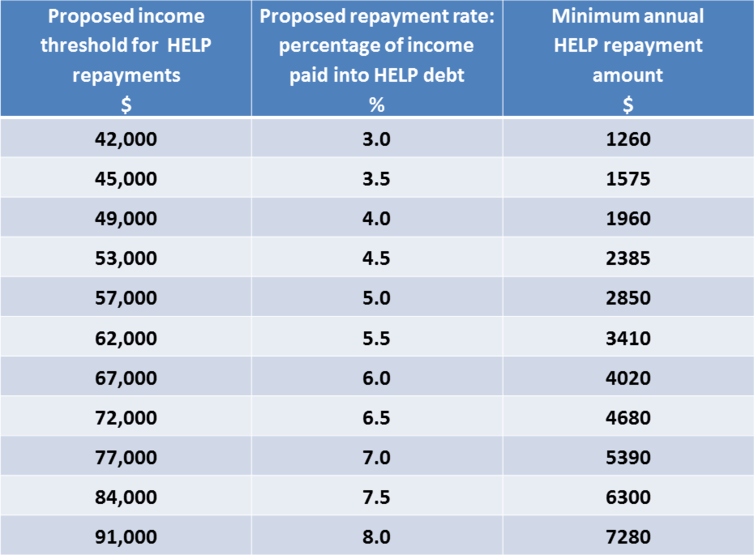 Proposed income
threshold for HELP
repayments
$
Proposed repayment rate:
percentage of income
paid into HELP debt
%
Minimum annual
HELP repayment
amount
$
42,000 3.0 1260
45,000 3.5 1575
49,000 4.0 1960
53,000 4.5 2385
57,000 5.0 2850
62,000 5.5 3410
67,000 6.0 4020
72,000 6.5 4680
77,000 7.0 5390
84,000 7.5 6300
91,000 8.0 7280